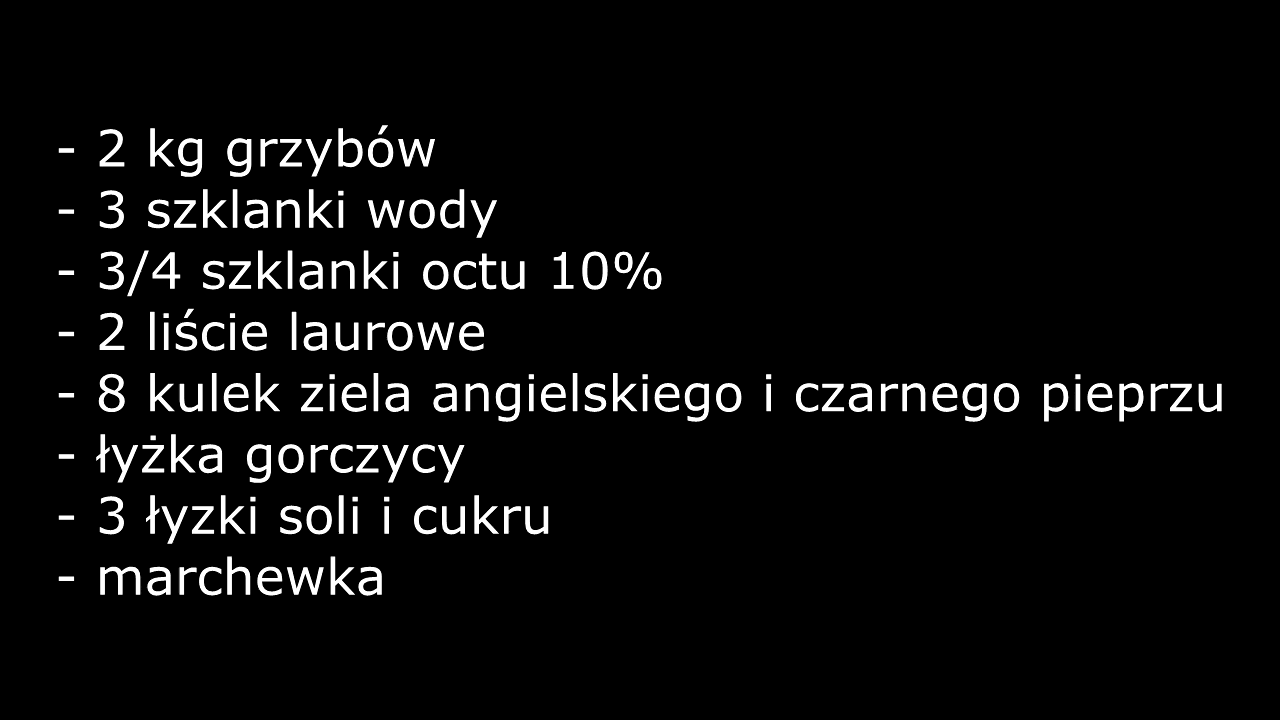 - 2 kg grzybów
- 3 szklanki wody
- 3/4 szklanki octu 10%
- 2 liście laurowe
- 8 kulek ziela angielskiego i czarnego pieprzu
- łyżka gorczycy
- 3 łyzki soli i cukru
- marchewka